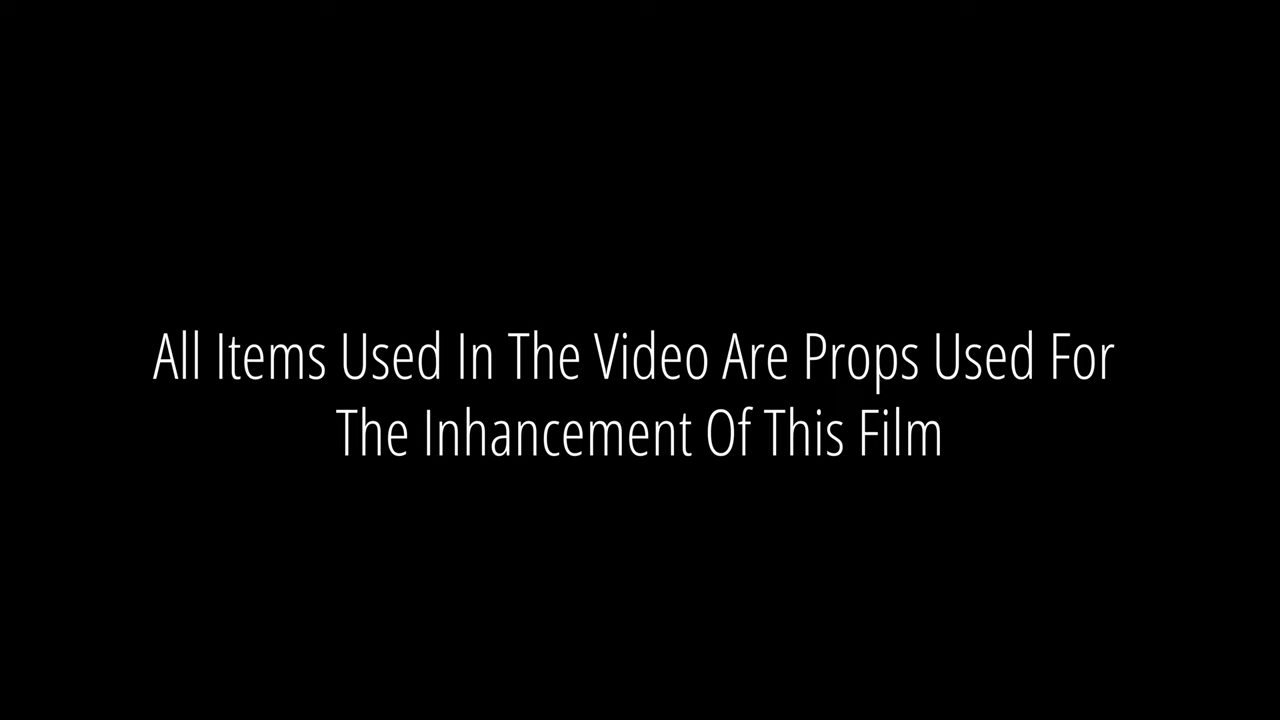 All Items Used In The Video Are Props Used For
The Inhancement Of This Film